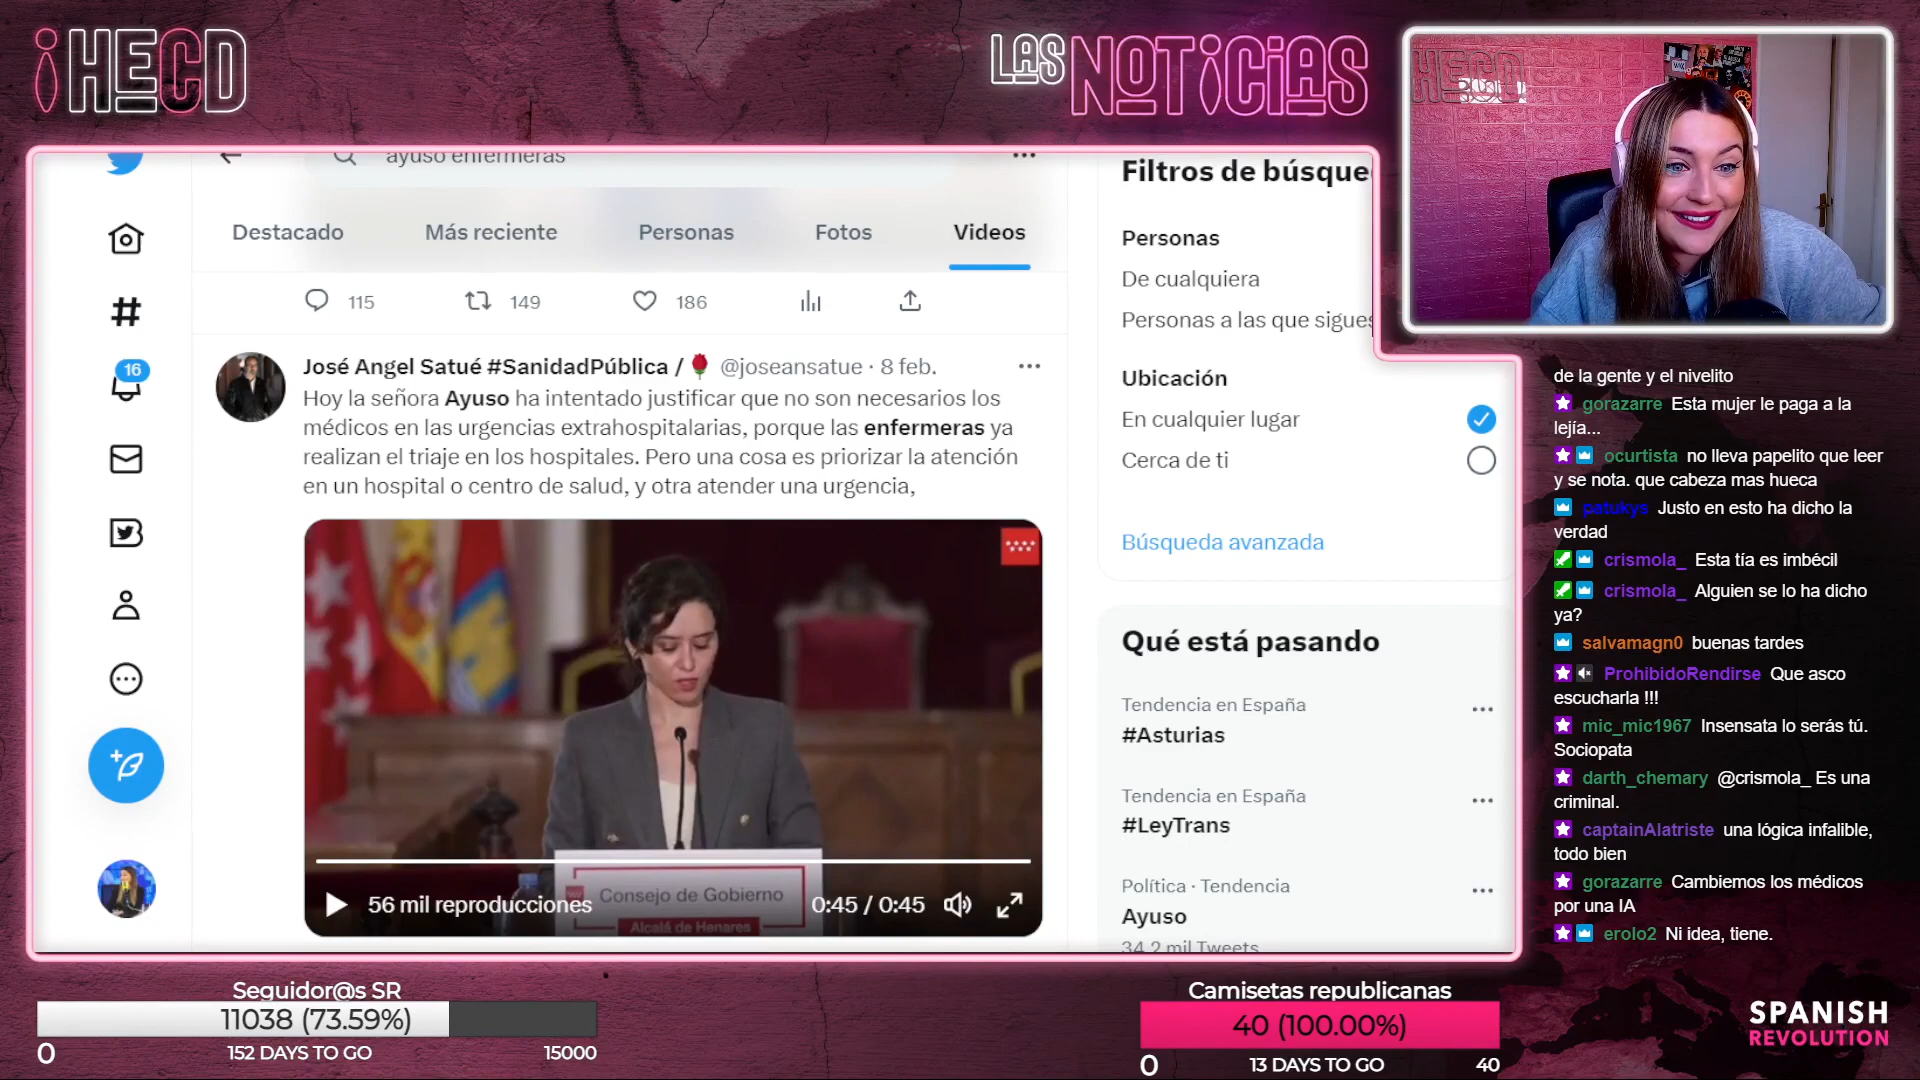 HECD
LAS NOTICIAS
HECD
ayuso enfermeras
Destacado
Más reciente
Personas
Fotos
Videos
115
149
186
16
José Angel Satué #SanidadPública /🌹 @joseansatue · 8 feb.
Hoy la señora Ayuso ha intentado justificar que no son necesarios los
médicos en las urgencias extrahospitalarias, porque las enfermeras ya
realizan el triaje en los hospitales. Pero una cosa es priorizar la atención
en un hospital o centro de salud, y otra atender una urgencia,
Consejo de Gobierno
Alcalá de Henares
56 mil reproducciones
0:45 / 0:45
Filtros de búsque
Personas
De cualquiera
Personas a las que sigues
Ubicación
En cualquier lugar
Cerca de ti
Búsqueda avanzada
Qué está pasando
Tendencia en España
#Asturias
Tendencia en España
#LeyTrans
Política · Tendencia
Ayuso
34,2 mil Tweets
de la gente y el nivelito
gorazarre Esta mujer le paga a la
lejía...
ocurtista no lleva papelito que leer
y se nota. que cabeza mas hueca
patukys Justo en esto ha dicho la
verdad
crismola_ Esta tía es imbécil
crismola_ Alguien se lo ha dicho
ya?
salvamagn0 buenas tardes
ProhibidoRendirse Que asco
escucharla !!!
mic_mic1967 Insensata lo serás tú.
Sociopata
darth_chemary @crismola_ Es una
criminal.
captainAlatriste una lógica infalible,
todo bien
gorazarre Cambiemos los médicos
por una IA
erolo2 Ni idea, tiene.
Seguidor@s SR
11038 (73.59%)
0
152 DAYS TO GO
15000
Camisetas republicanas
40 (100.00%)
0
13 DAYS TO GO
40
SPANISH
REVOLUTION